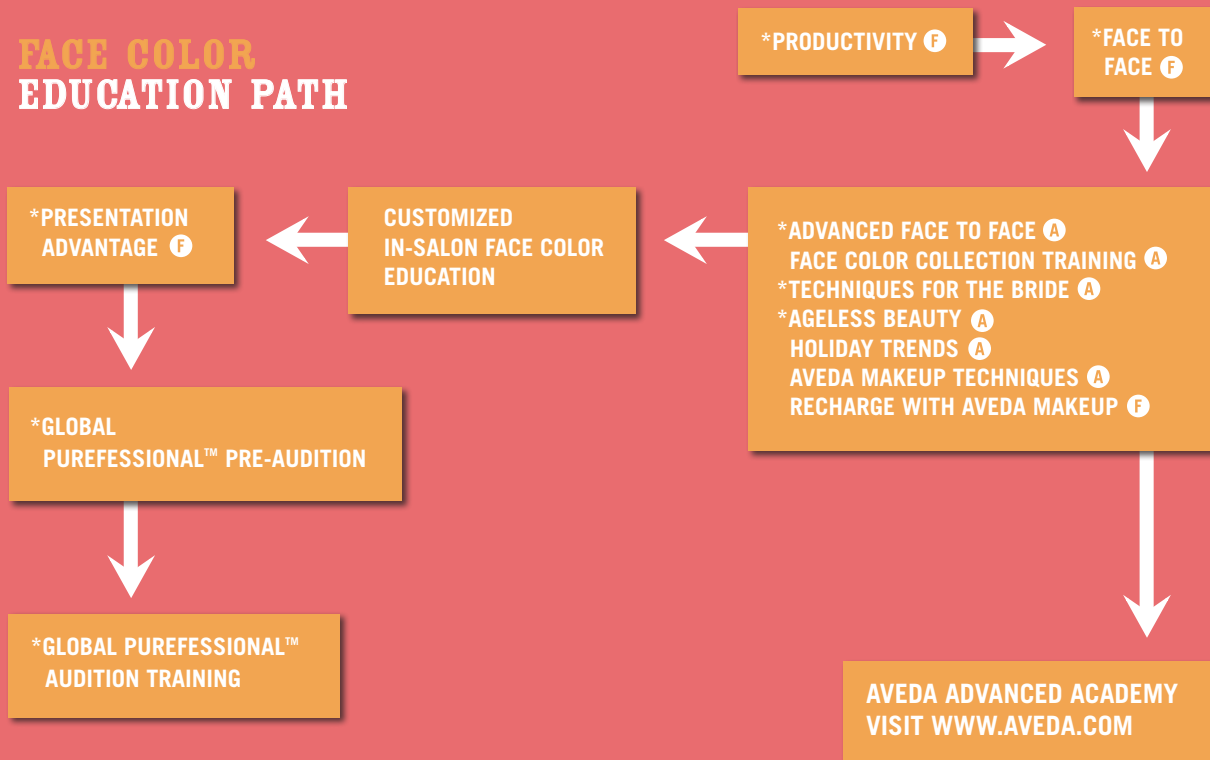 FACE COLOR
EDUCATION PATH
*PRODUCTIVITY F
*FACE TO
FACE F
*PRESENTATION
ADVANTAGE F
CUSTOMIZED
IN-SALON FACE COLOR
EDUCATION
*ADVANCED FACE TO FACE A
FACE COLOR COLLECTION TRAINING A
*TECHNIQUES FOR THE BRIDE A
*AGELESS BEAUTY A
HOLIDAY TRENDS A
AVEDA MAKEUP TECHNIQUES A
RECHARGE WITH AVEDA MAKEUP F
*GLOBAL
PUREFESSIONAL™ PRE-AUDITION
*GLOBAL PUREFESSIONAL™
AUDITION TRAINING
AVEDA ADVANCED ACADEMY
VISIT WWW.AVEDA.COM